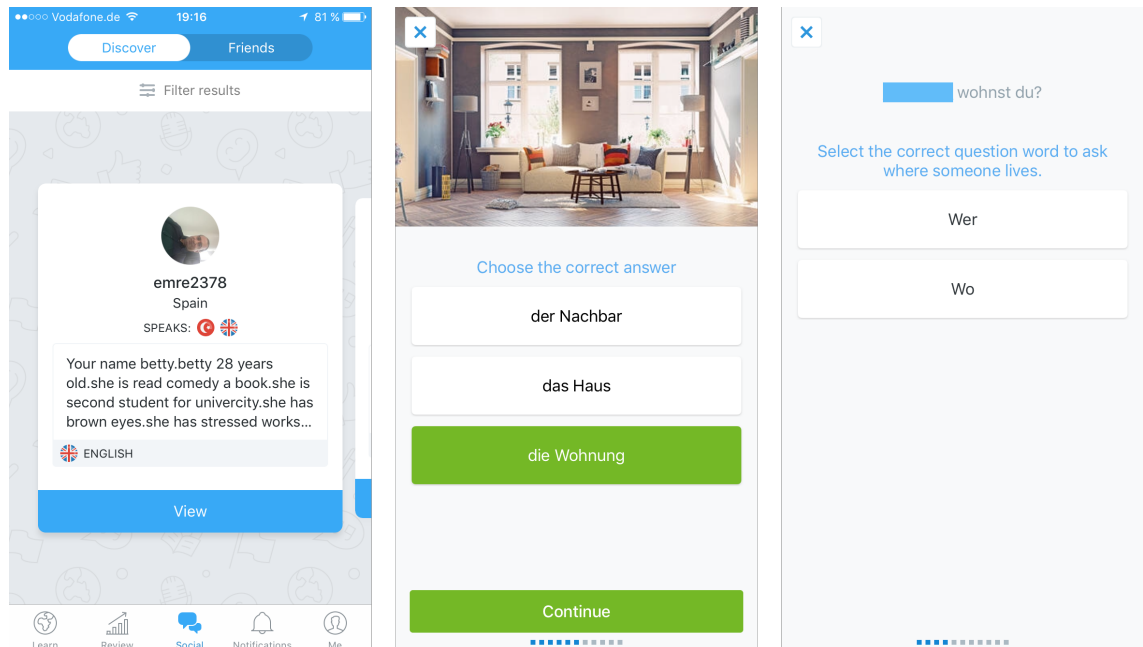 Vodafone.de 19:16 81 %
Discover Friends
Filter results
emre2378
Spain
SPEAKS:
Your name betty.betty 28 years
old.she is read comedy a book.she is
second student for univercity.she has
brown eyes.she has stressed works...
ENGLISH
View
Learn Review Social Notifications Me
Choose the correct answer
der Nachbar
das Haus
die Wohnung
Continue
wohnst du?
Select the correct question word to ask
where someone lives.
Wer
Wo